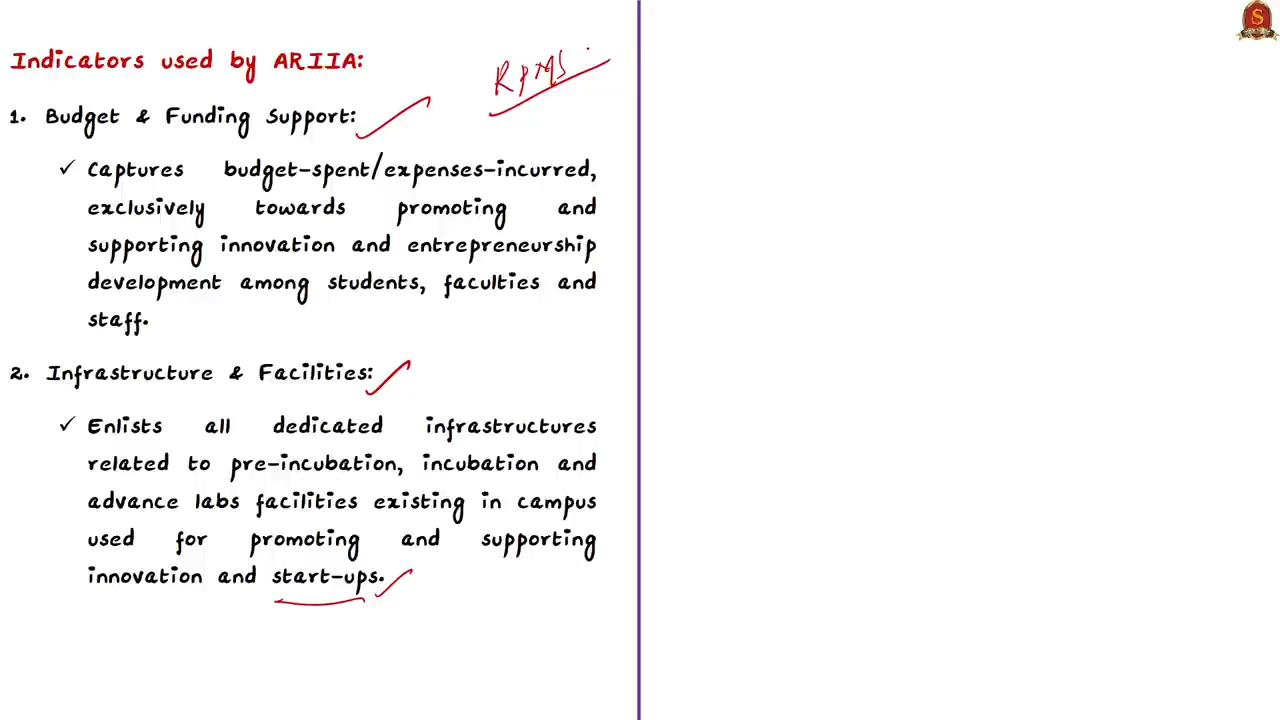 Indicators used by ARIIA:
RPMS
1. Budget & Funding Support:
✓ Captures budget-spent/expenses-incurred,
exclusively towards promoting and
supporting innovation and entrepreneurship
development among students, faculties and
staff.
2. Infrastructure & Facilities:
✓ Enlists all dedicated infrastructures
related to pre-incubation, incubation and
advance labs facilities existing in campus
used for promoting and supporting
innovation and start-ups.
S